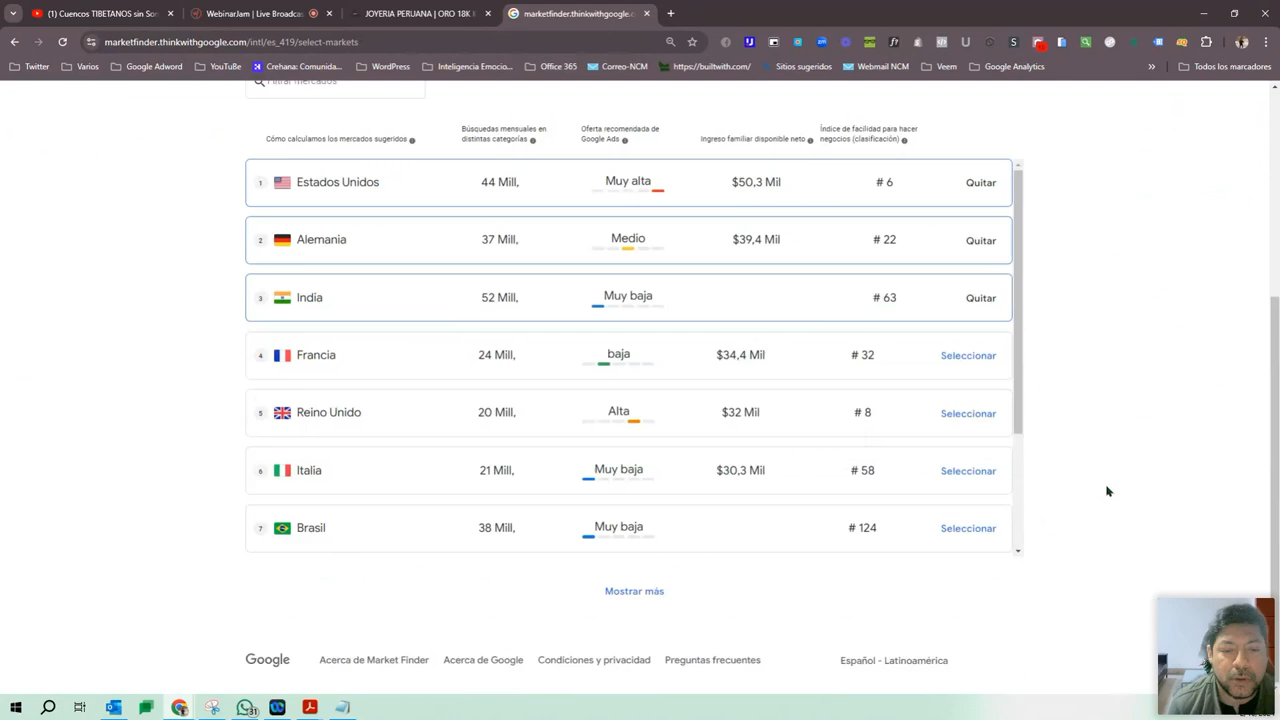 (1) Cuencos TIBETANOS sin So
WebinarJam | Live Broadcas
JOYERIA PERUANA | ORO 18K
marketfinder.thinkwithgoogle.co
marketfinder.thinkwithgoogle.com/intl/es_419/select-markets
Twitter
Varios
Google Adword
YouTube
Crehana: Comunida...
WordPress
Inteligencia Emocio...
Office 365
Correo-NCM
https://builtwith.com/
Sitios sugeridos
Webmail NCM
Veem
Google Analytics
»
Todos los marcadores
Filtrar mercados
Cómo calculamos los mercados sugeridos
Búsquedas mensuales en
distintas categorías
Oferta recomendada de
Google Ads
Ingreso familiar disponible neto
Índice de facilidad para hacer
negocios (clasificación)
1 Estados Unidos 44 Mill, Muy alta $50,3 Mil # 6 Quitar
2 Alemania 37 Mill, Medio $39,4 Mil # 22 Quitar
3 India 52 Mill, Muy baja # 63 Quitar
4 Francia 24 Mill, baja $34,4 Mil # 32 Seleccionar
5 Reino Unido 20 Mill, Alta $32 Mil # 8 Seleccionar
6 Italia 21 Mill, Muy baja $30,3 Mil # 58 Seleccionar
7 Brasil 38 Mill, Muy baja # 124 Seleccionar
Mostrar más
Google
Acerca de Market Finder
Acerca de Google
Condiciones y privacidad
Preguntas frecuentes
Español - Latinoamérica
31